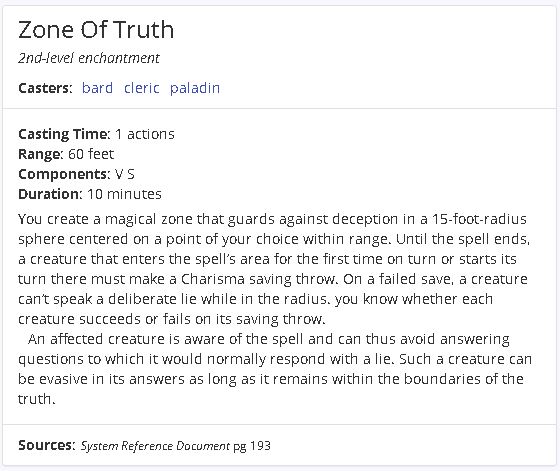 Zone Of Truth
2nd-level enchantment
Casters: bard cleric paladin
Casting Time: 1 actions
Range: 60 feet
Components: V S
Duration: 10 minutes
You create a magical zone that guards against deception in a 15-foot-radius
sphere centered on a point of your choice within range. Until the spell ends,
a creature that enters the spell's area for the first time on turn or starts its
turn there must make a Charisma saving throw. On a failed save, a creature
can't speak a deliberate lie while in the radius. you know whether each
creature succeeds or fails on its saving throw.
An affected creature is aware of the spell and can thus avoid answering
questions to which it would normally respond with a lie. Such a creature can
be evasive in its answers as long as it remains within the boundaries of the
truth.
Sources: System Reference Document pg 193